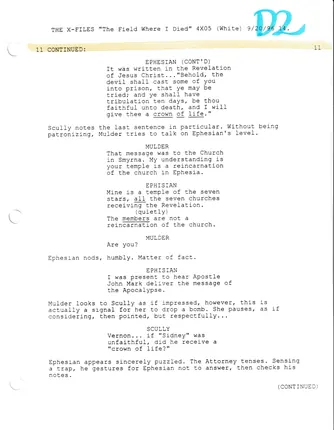 D2
THE X-FILES "The Field Where I Died" 4X05 (White) 9/20/96 14.
11 CONTINUED: 11
EPHESIAN (CONT'D)
It was written in the Revelation
of Jesus Christ..."Behold, the
devil shall cast some of you
into prison, that ye may be
tried; and ye shall have
tribulation ten days, be thou
faithful unto death, and I will
give thee a crown of life."
Scully notes the last sentence in particular. Without being
patronizing, Mulder tries to talk on Ephesian's level.
MULDER
That message was to the Church
in Smyrna. My understanding is
your temple is a reincarnation
of the church in Ephesia.
EPHISIAN
Mine is a temple of the seven
stars, all the seven churches
receiving the Revelation.
(quietly)
The members are not a
reincarnation of the church.
MULDER
Are you?
Ephesian nods, humbly. Matter of fact.
EPHISIAN
I was present to hear Apostle
John Mark deliver the message of
the Apocalypse.
Mulder looks to Scully as if impressed, however, this is
actually a signal for her to drop a bomb. She pauses, as if
considering, then pointed, but respectfully...
SCULLY
Vernon... if "Sidney" was
unfaithful, did he receive a
"crown of life?"
Ephesian appears sincerely puzzled. The Attorney tenses. Sensing
a trap, he gestures for Ephesian not to answer, then checks his
notes.
(CONTINUED)